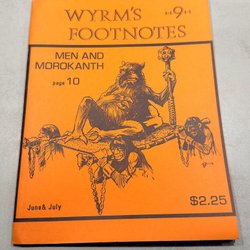 WYRM'S
FOOTNOTES
9
MEN AND
MOROKANTH
page 10
June & July
$2.25